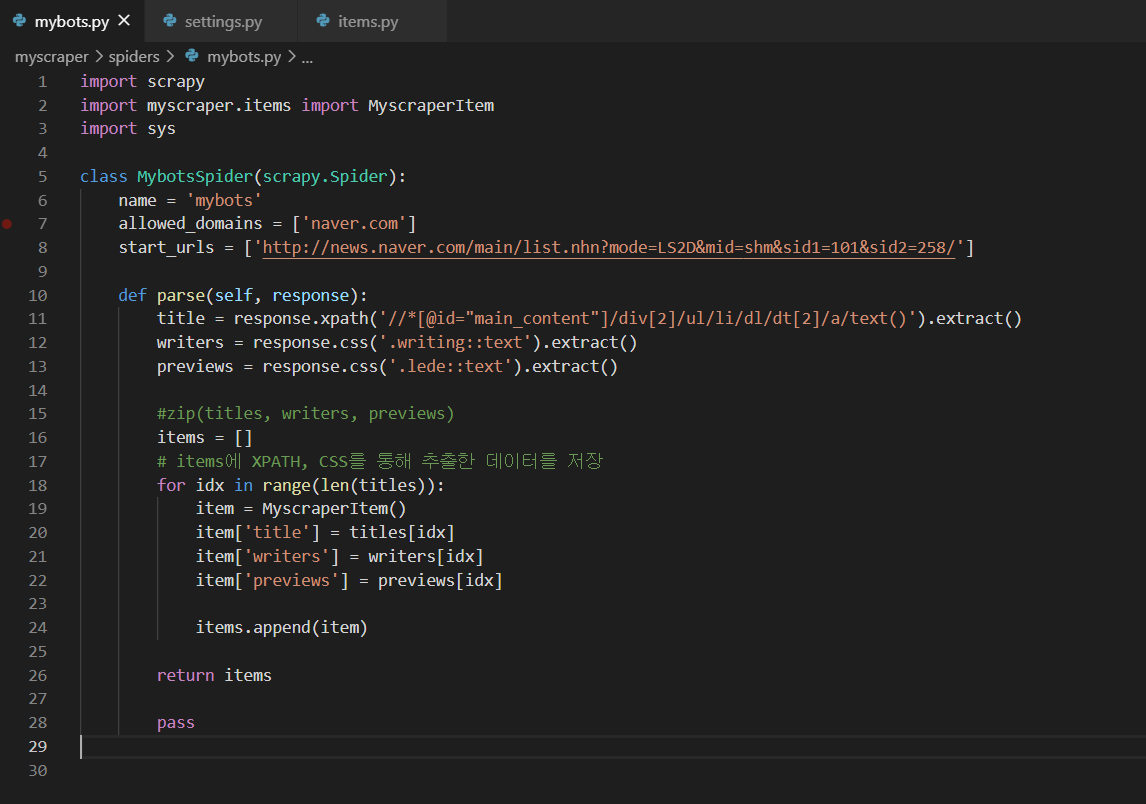 mybots.py
settings.py
items.py
myscraper > spiders > mybots.py > ...
1 import scrapy
2 import myscraper.items import MyscraperItem
3 import sys
4
5 class MybotsSpider(scrapy.Spider):
6     name = 'mybots'
7     allowed_domains = ['naver.com']
8     start_urls = ['http://news.naver.com/main/list.nhn?mode=LS2D&mid=shm&sid1=101&sid2=258/']
9
10     def parse(self, response):
11         title = response.xpath('//*[@id="main_content"]/div[2]/ul/li/dl/dt[2]/a/text()').extract()
12         writers = response.css('.writing::text').extract()
13         previews = response.css('.lede::text').extract()
14
15         #zip(titles, writers, previews)
16         items = []
17         # items에 XPATH, CSS를 통해 추출한 데이터를 저장
18         for idx in range(len(titles)):
19             item = MyscraperItem()
20             item['title'] = titles[idx]
21             item['writers'] = writers[idx]
22             item['previews'] = previews[idx]
23
24             items.append(item)
25
26         return items
27
28         pass
29
30